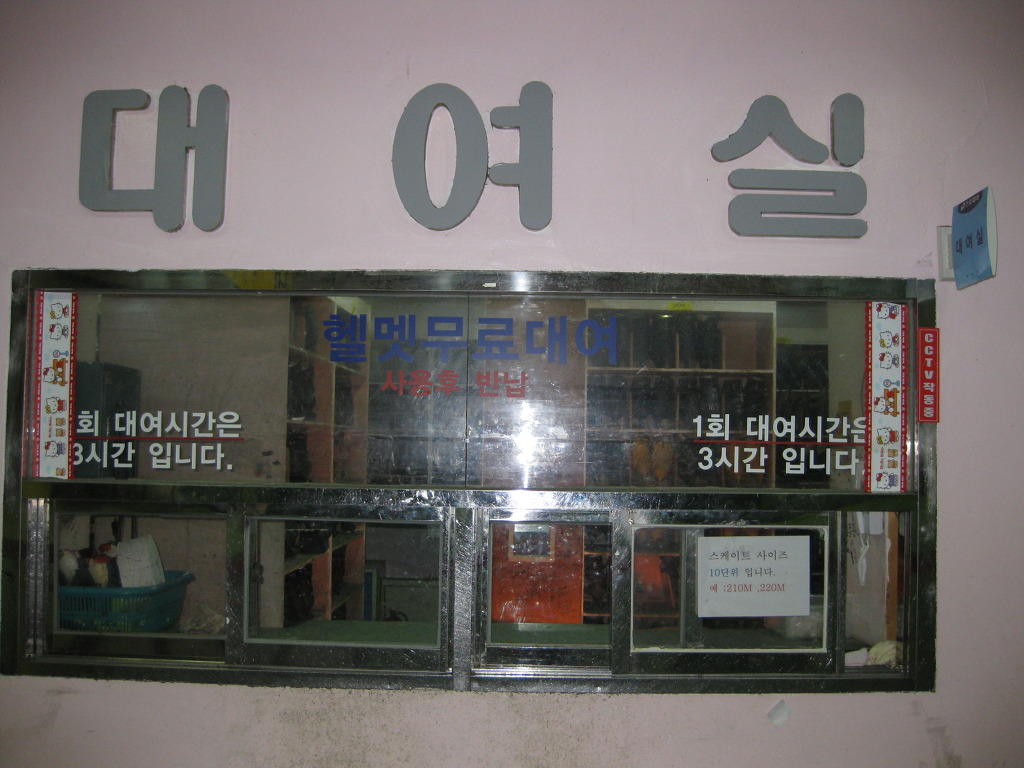 대 여 실
대 여 실
헬멧무료대여
사용후 반납
CCTV작동중
1회 대여시간은
3시간 입니다.
1회 대여시간은
3시간 입니다.
스케이트 사이즈
10단위 입니다.
예 :210M ,220M